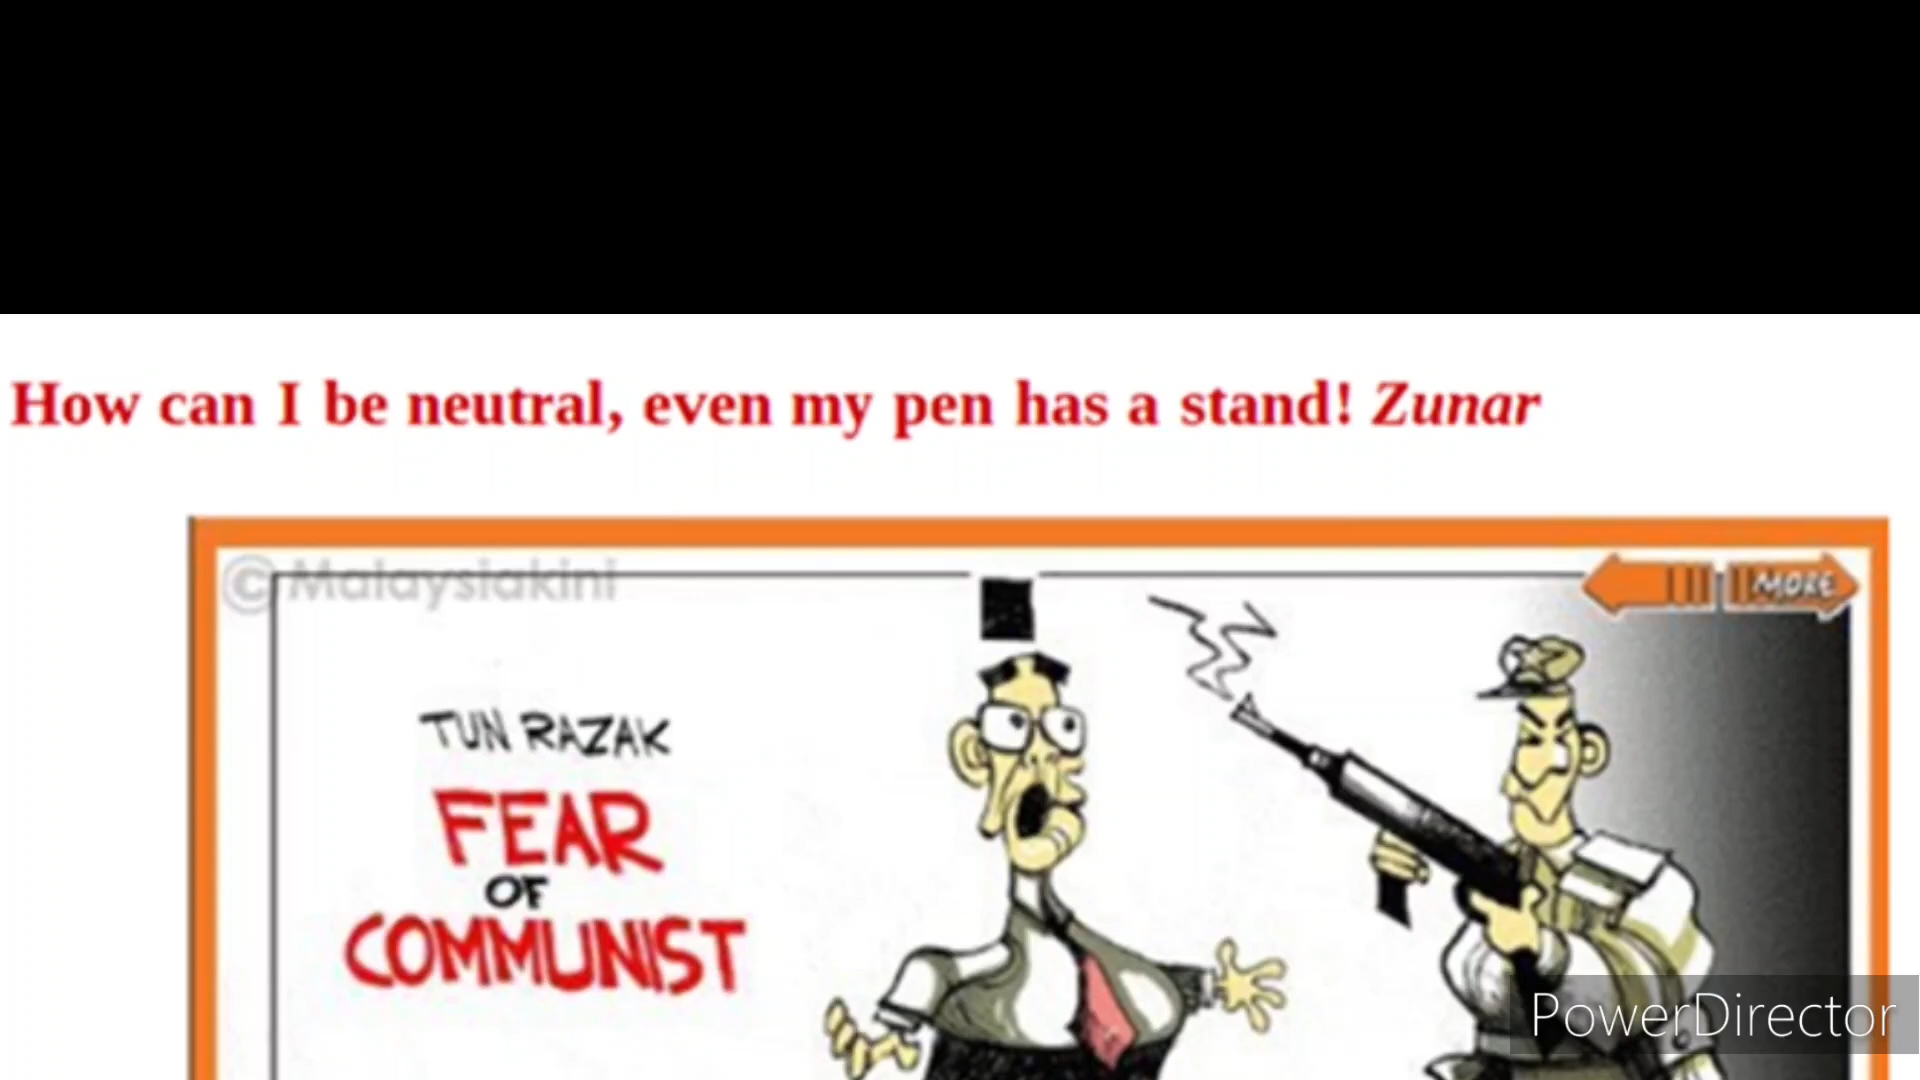 How can I be neutral, even my pen has a stand! Zunar
© Malaysiakini
MORE
TUN RAZAK
FEAR
OF
COMMUNIST
PowerDirector